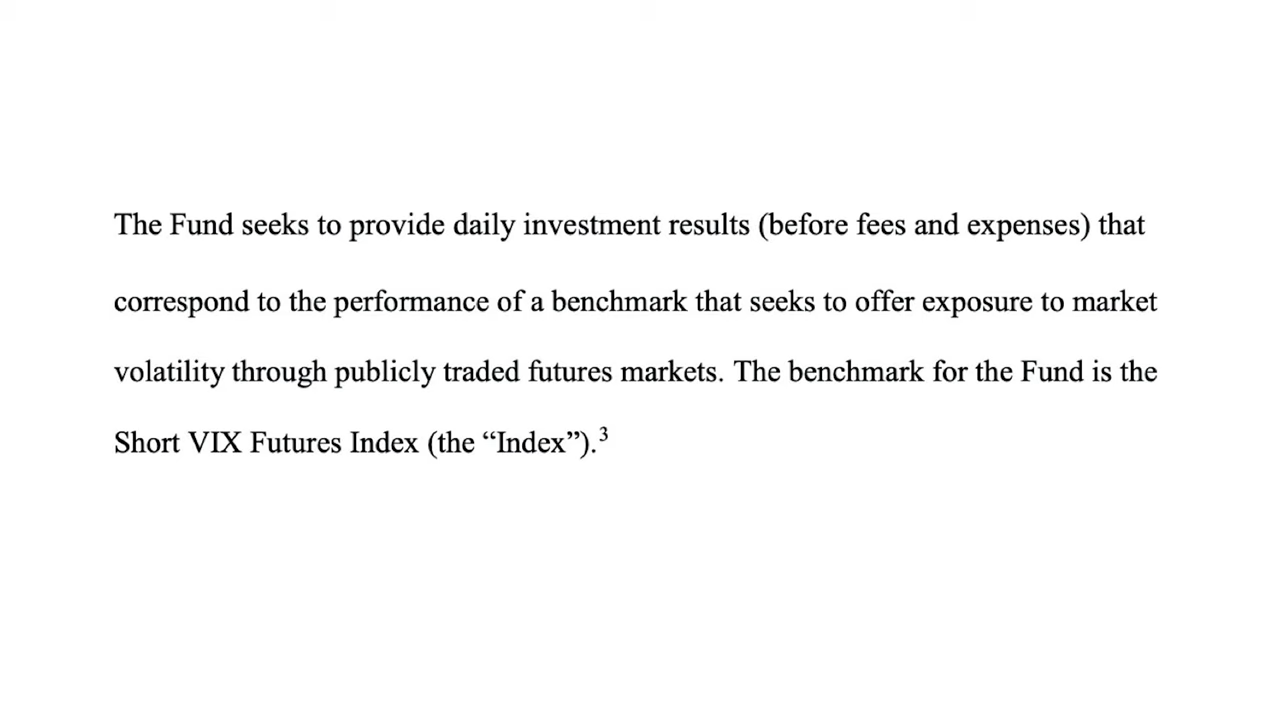 The Fund seeks to provide daily investment results (before fees and expenses) that
correspond to the performance of a benchmark that seeks to offer exposure to market
volatility through publicly traded futures markets. The benchmark for the Fund is the
Short VIX Futures Index (the “Index”).³